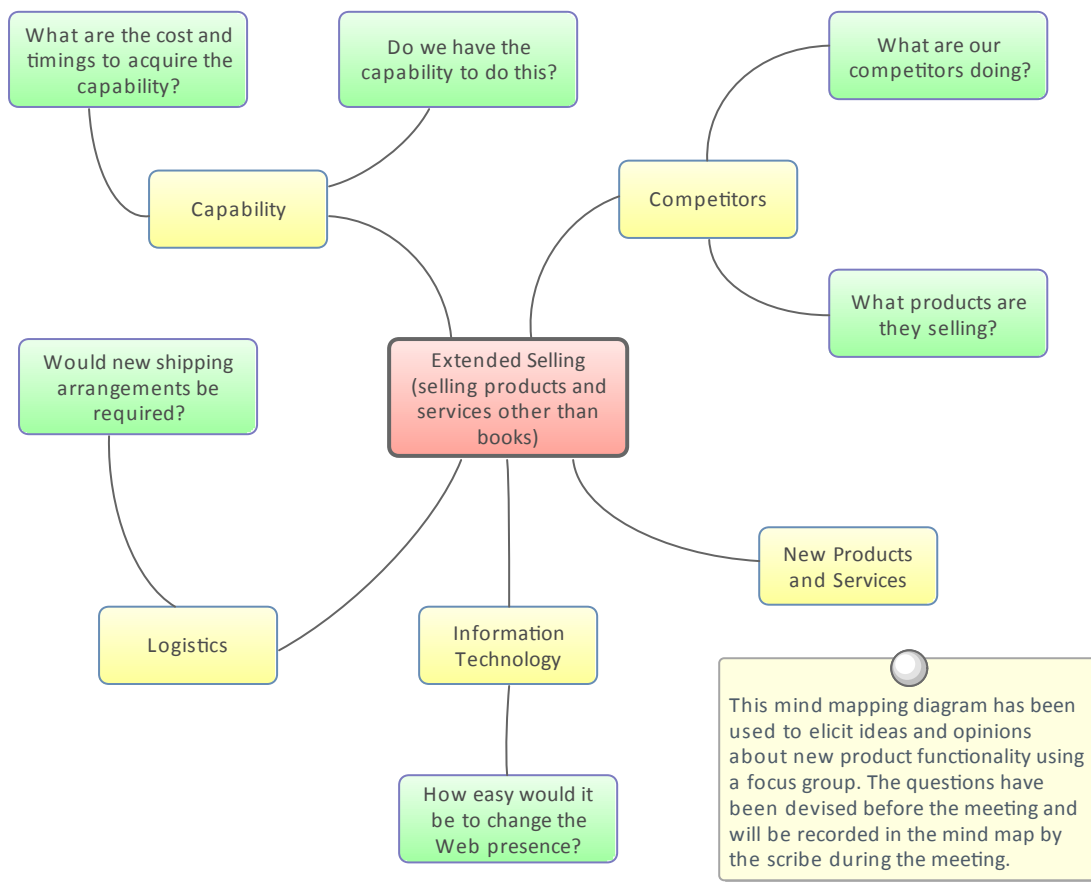 What are the cost and
timings to acquire the
capability?
Do we have the
capability to do this?
What are our
competitors doing?
Capability
Competitors
What products are
they selling?
Would new shipping
arrangements be
required?
Extended Selling
(selling products and
services other than
books)
New Products
and Services
Logistics
Information
Technology
How easy would it
be to change the
Web presence?
This mind mapping diagram has been
used to elicit ideas and opinions
about new product functionality using
a focus group. The questions have
been devised before the meeting and
will be recorded in the mind map by
the scribe during the meeting.